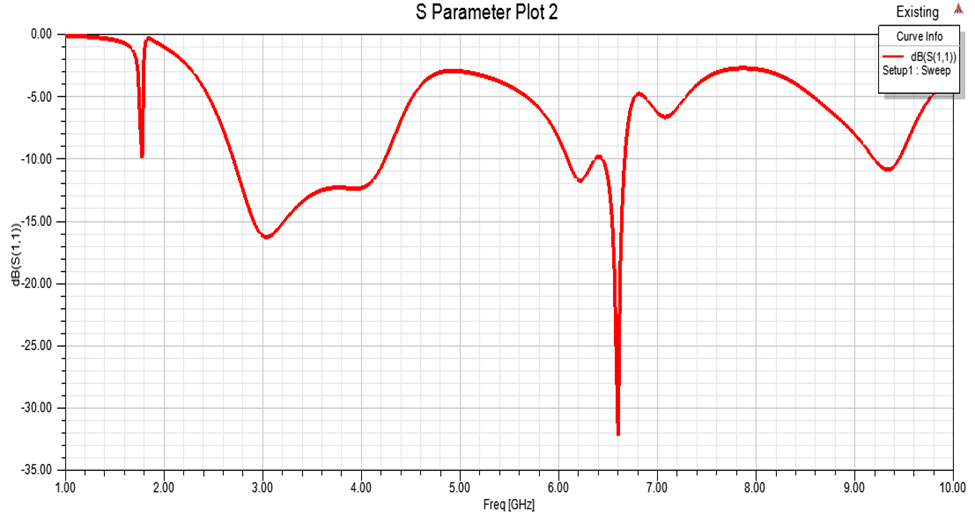 S Parameter Plot 2
Existing
Curve Info
dB(S(1,1))
Setup1 : Sweep
0.00
-5.00
-10.00
-15.00
-20.00
-25.00
-30.00
-35.00
dB(S(1,1))
1.00 2.00 3.00 4.00 5.00 6.00 7.00 8.00 9.00 10.00
Freq [GHz]